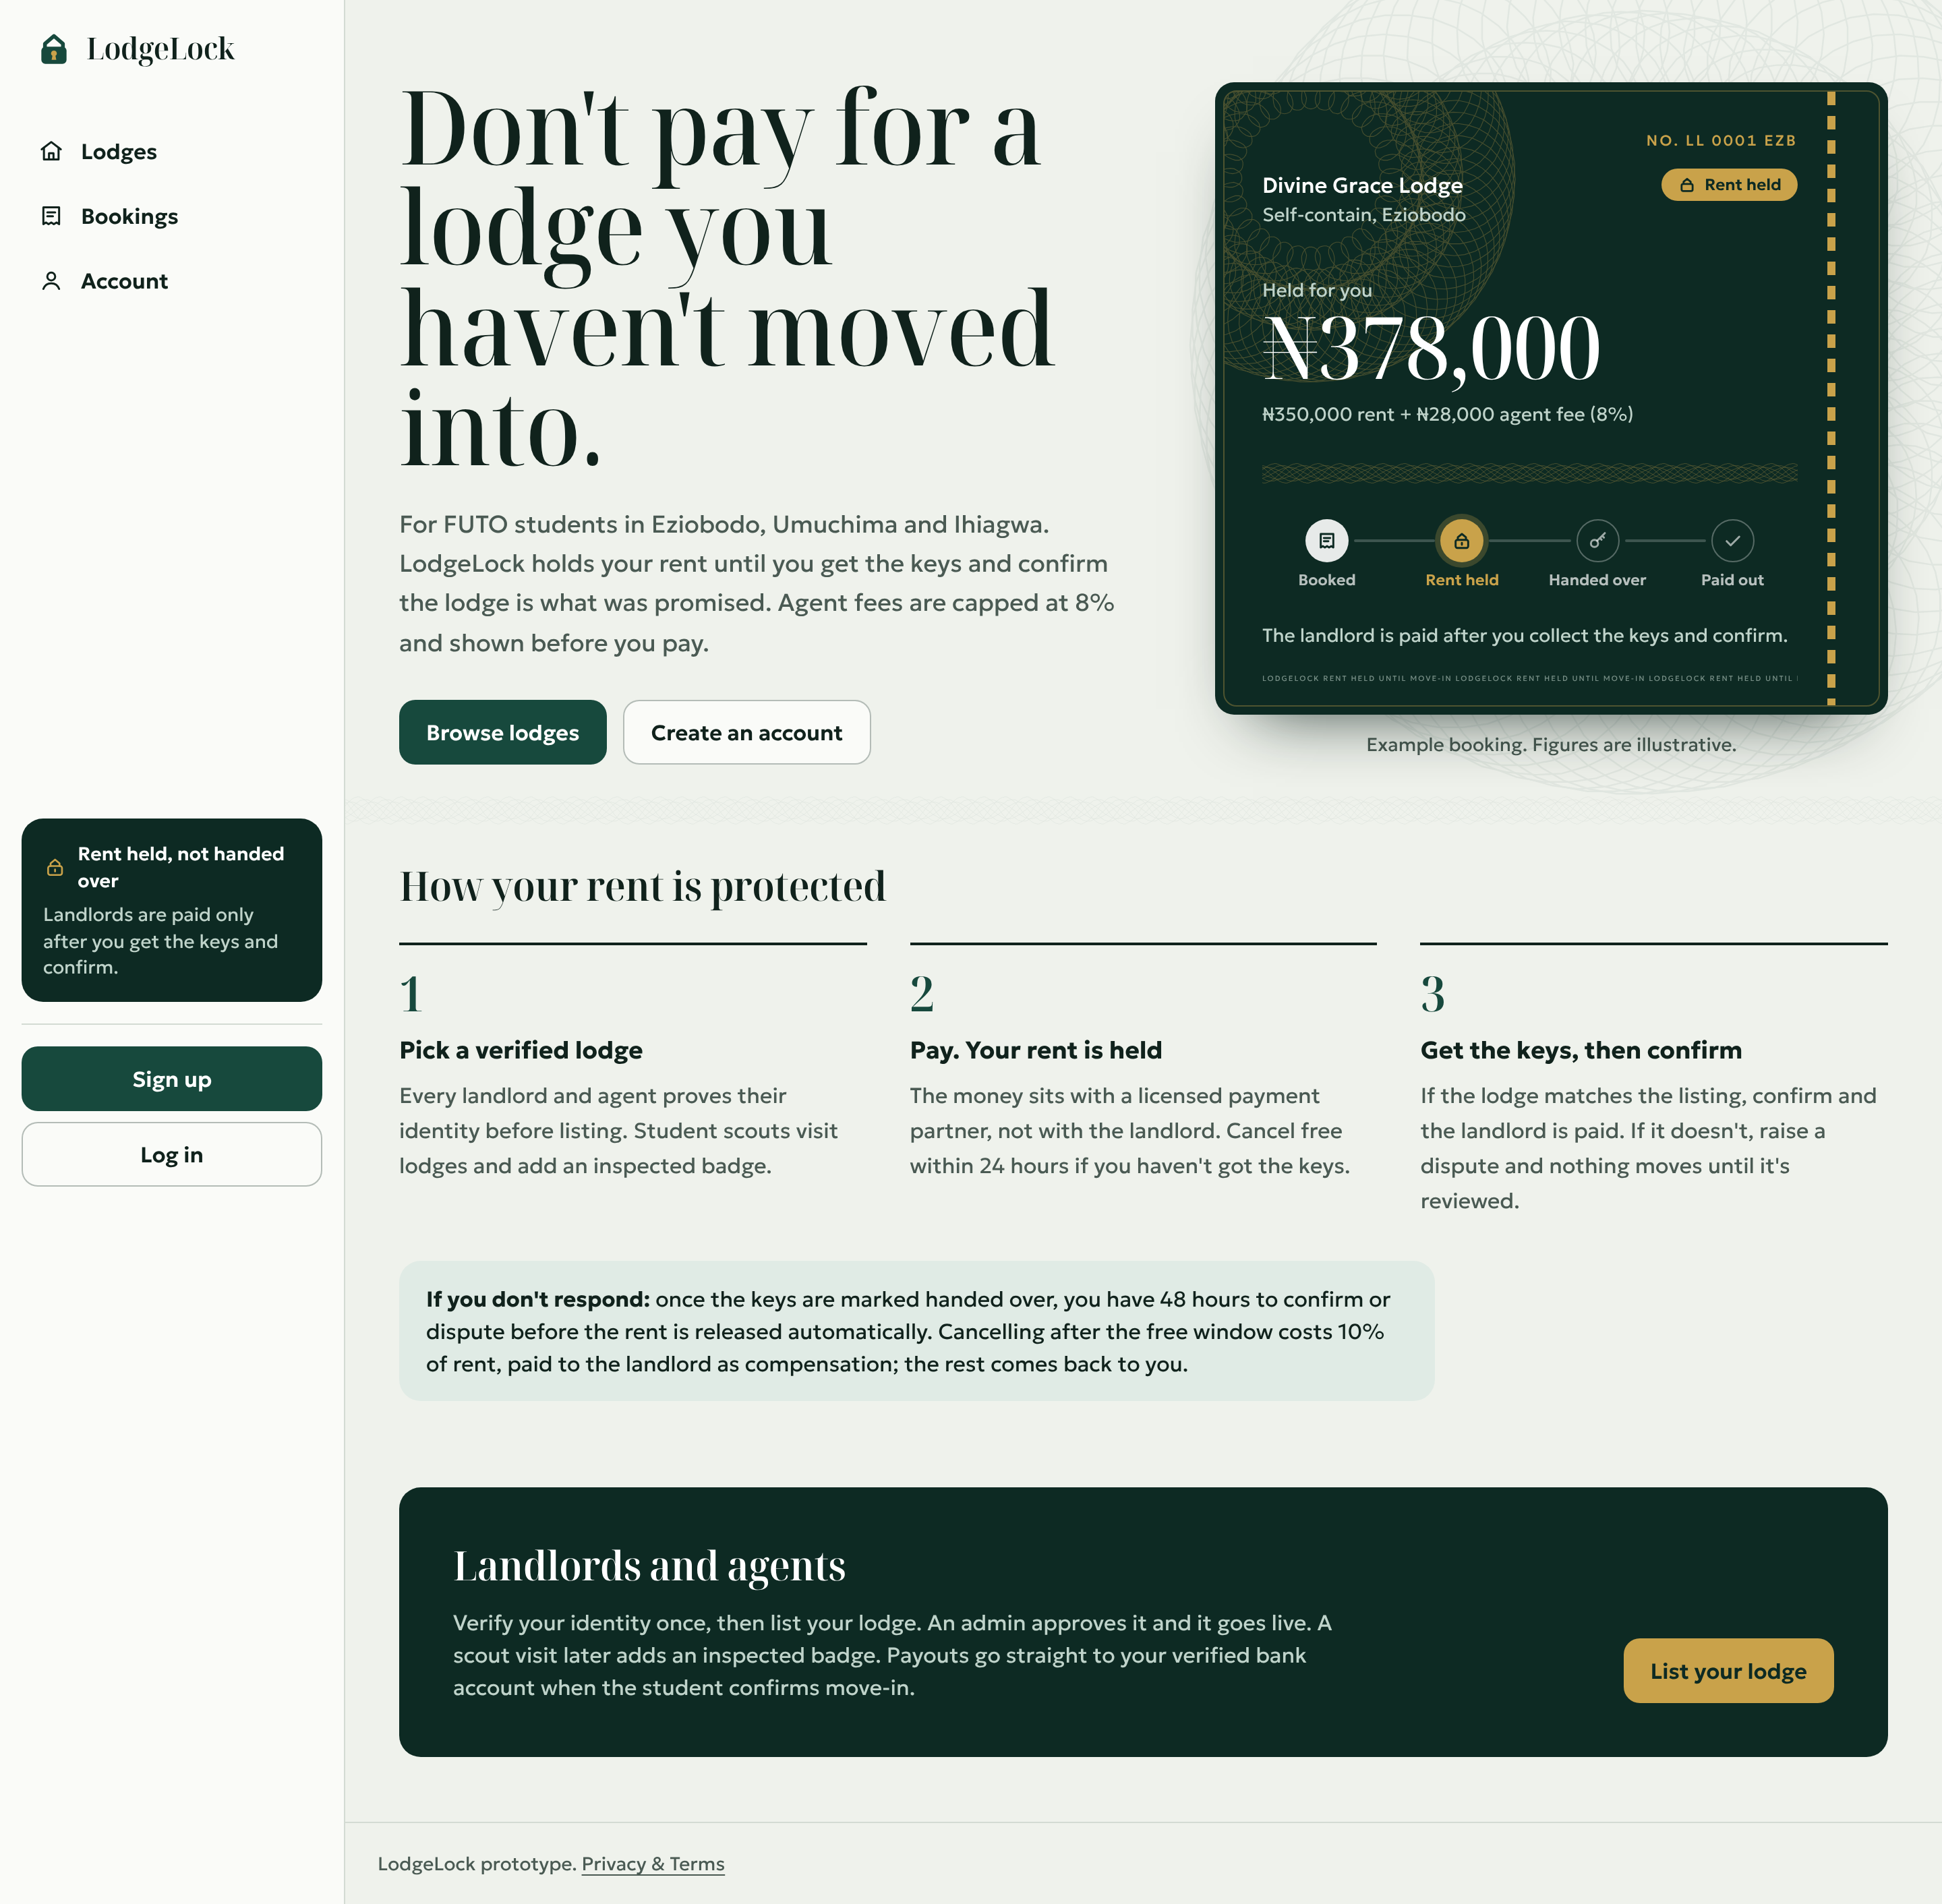 LodgeLock
Lodges
Bookings
Account
Rent held, not handed
over
Landlords are paid only
after you get the keys and
confirm.
Sign up
Log in
Don't pay for a
lodge you
haven't moved
into.
For FUTO students in Eziobodo, Umuchima and Ihiagwa.
LodgeLock holds your rent until you get the keys and confirm
the lodge is what was promised. Agent fees are capped at 8%
and shown before you pay.
Browse lodges
Create an account
NO. LL 0001 EZB
Divine Grace Lodge
Rent held
Self-contain, Eziobodo
Held for you
₦378,000
₦350,000 rent + ₦28,000 agent fee (8%)
Booked
Rent held
Handed over
Paid out
The landlord is paid after you collect the keys and confirm.
LODGELOCK RENT HELD UNTIL MOVE-IN LODGELOCK RENT HELD UNTIL MOVE-IN LODGELOCK RENT HELD UNTIL
Example booking. Figures are illustrative.
How your rent is protected
1
Pick a verified lodge
Every landlord and agent proves their
identity before listing. Student scouts visit
lodges and add an inspected badge.
2
Pay. Your rent is held
The money sits with a licensed payment
partner, not with the landlord. Cancel free
within 24 hours if you haven't got the keys.
3
Get the keys, then confirm
If the lodge matches the listing, confirm and
the landlord is paid. If it doesn't, raise a
dispute and nothing moves until it's
reviewed.
If you don't respond: once the keys are marked handed over, you have 48 hours to confirm or
dispute before the rent is released automatically. Cancelling after the free window costs 10%
of rent, paid to the landlord as compensation; the rest comes back to you.
Landlords and agents
Verify your identity once, then list your lodge. An admin approves it and it goes live. A
scout visit later adds an inspected badge. Payouts go straight to your verified bank
account when the student confirms move-in.
List your lodge
LodgeLock prototype. Privacy & Terms